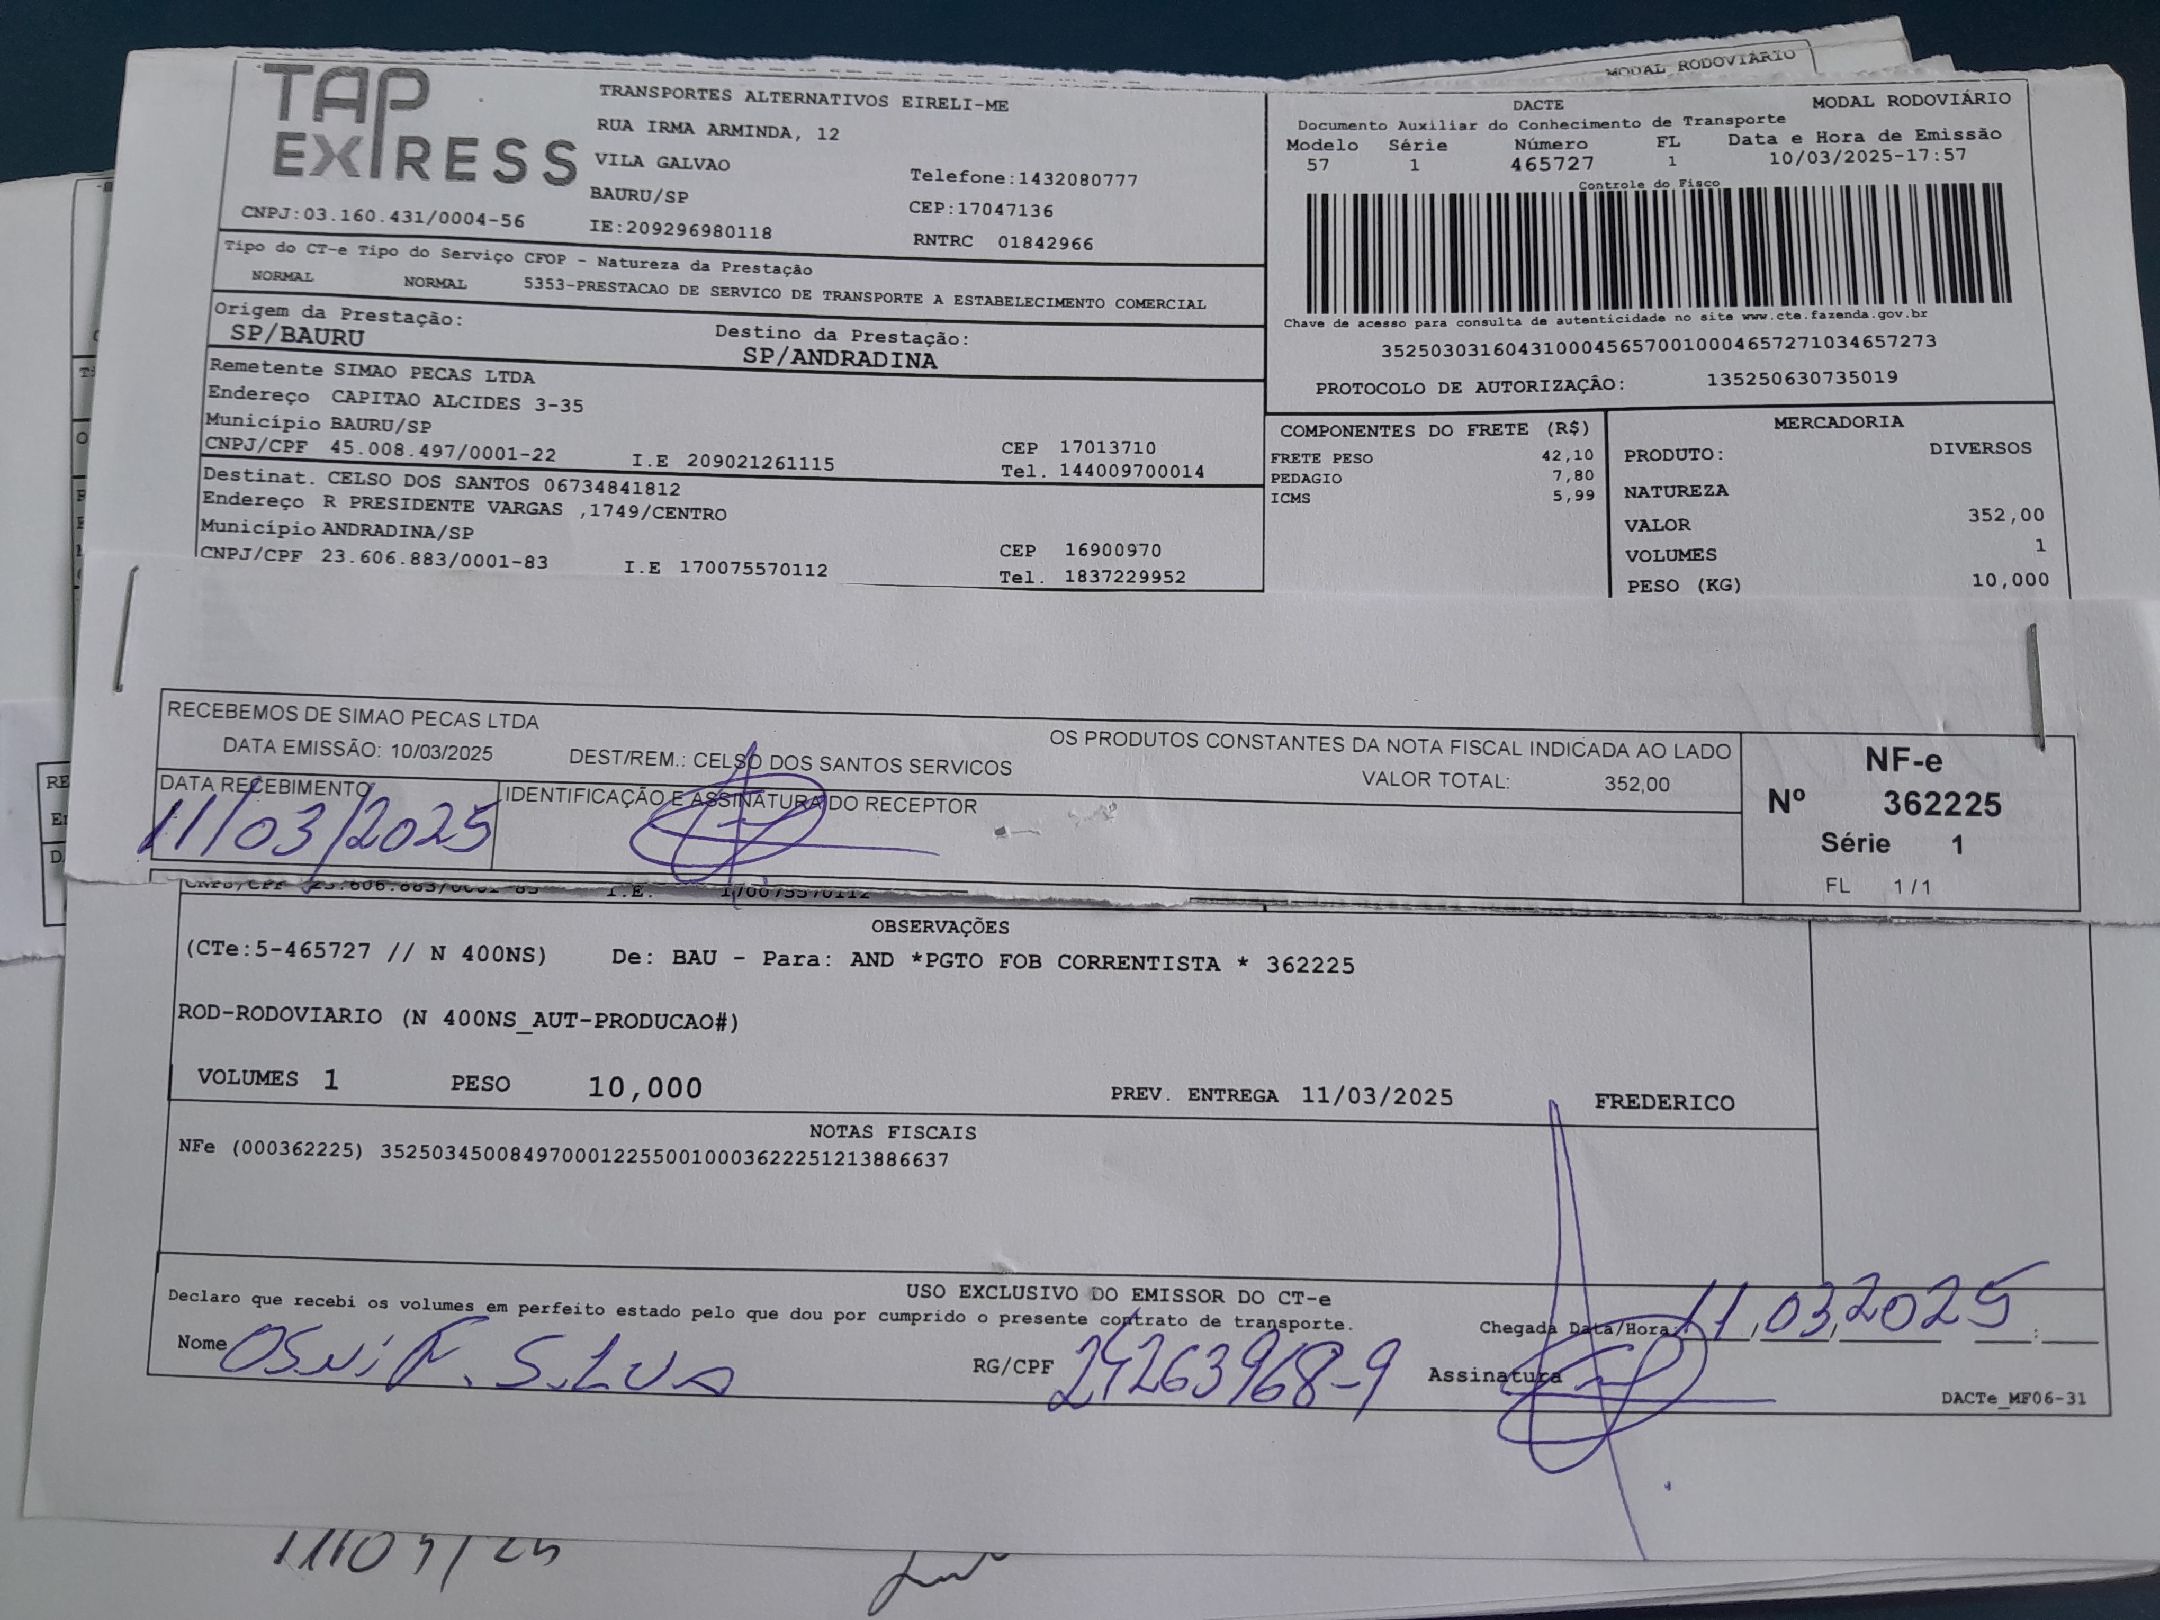 MODAL RODOVIÁRIO
TAP EXPRESS
TRANSPORTES ALTERNATIVOS EIRELI-ME
RUA IRMA ARMINDA, 12
VILA GALVAO
BAURU/SP
Telefone:1432080777
CEP:17047136
CNPJ:03.160.431/0004-56
IE:209296980118
RNTRC 01842966
DACTE
MODAL RODOVIÁRIO
Documento Auxiliar do Conhecimento de Transporte
Modelo Série Número FL Data e Hora de Emissão
57 1 465727 1 10/03/2025-17:57
Controle do Fisco
Chave de acesso para consulta de autenticidade no site www.cte.fazenda.gov.br
35250303160431000456570010004657271034657273
PROTOCOLO DE AUTORIZAÇÃO: 135250630735019
Tipo do CT-e Tipo do Serviço CFOP - Natureza da Prestação
NORMAL NORMAL 5353-PRESTACAO DE SERVICO DE TRANSPORTE A ESTABELECIMENTO COMERCIAL
Origem da Prestação: Destino da Prestação:
SP/BAURU SP/ANDRADINA
Remetente SIMAO PECAS LTDA
Endereço CAPITAO ALCIDES 3-35
Município BAURU/SP CEP 17013710
CNPJ/CPF 45.008.497/0001-22 I.E 209021261115 Tel. 144009700014
Destinat. CELSO DOS SANTOS 06734841812
Endereço R PRESIDENTE VARGAS ,1749/CENTRO
Município ANDRADINA/SP CEP 16900970
CNPJ/CPF 23.606.883/0001-83 I.E 170075570112 Tel. 1837229952
COMPONENTES DO FRETE (R$)
FRETE PESO 42,10
PEDAGIO 7,80
ICMS 5,99
MERCADORIA
PRODUTO: DIVERSOS
NATUREZA
VALOR 352,00
VOLUMES 1
PESO (KG) 10,000
RECEBEMOS DE SIMAO PECAS LTDA OS PRODUTOS CONSTANTES DA NOTA FISCAL INDICADA AO LADO
DATA EMISSÃO: 10/03/2025 DEST/REM.: CELSO DOS SANTOS SERVICOS VALOR TOTAL: 352,00
DATA RECEBIMENTO IDENTIFICAÇÃO E ASSINATURA DO RECEPTOR
11/03/2025
NF-e
Nº 362225
Série 1
FL 1/1
CNPJ/CPF 23.606.883/0001-83 I.E. 170075570112
OBSERVAÇÕES
(CTe:5-465727 // N 400NS) De: BAU - Para: AND *PGTO FOB CORRENTISTA * 362225
ROD-RODOVIARIO (N 400NS_AUT-PRODUCAO#)
VOLUMES 1 PESO 10,000 PREV. ENTREGA 11/03/2025 FREDERICO
NOTAS FISCAIS
NFe (000362225) 35250345008497000122550010003622251213886637
USO EXCLUSIVO DO EMISSOR DO CT-e
Declaro que recebi os volumes em perfeito estado pelo que dou por cumprido o presente contrato de transporte.
Chegada Data/Hora: 11,03,2025
Nome OSNi F. SiLVA RG/CPF 24263968-9 Assinatura
DACTe_MF06-31